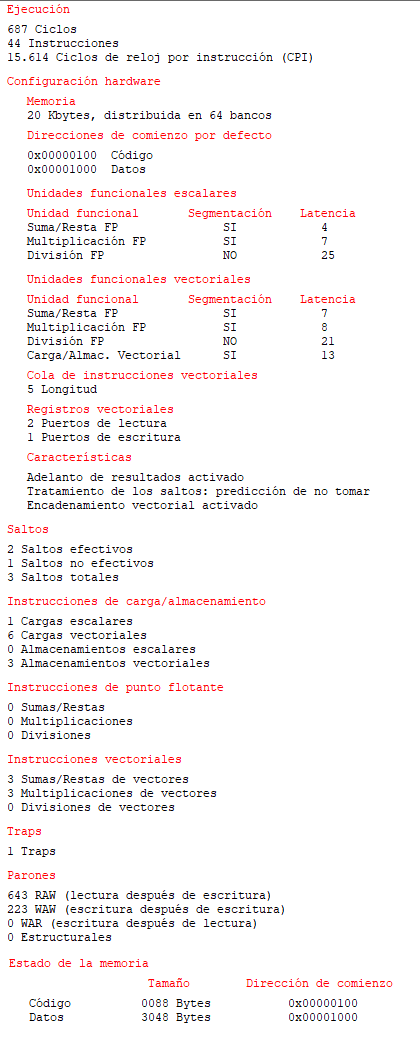 Ejecución
687 Ciclos
44 Instrucciones
15.614 Ciclos de reloj por instrucción (CPI)
Configuración hardware
Memoria
20 Kbytes, distribuida en 64 bancos
Direcciones de comienzo por defecto
0x00000100 Código
0x00001000 Datos
Unidades funcionales escalares
Unidad funcional Segmentación Latencia
Suma/Resta FP SI 4
Multiplicación FP SI 7
División FP NO 25
Unidades funcionales vectoriales
Unidad funcional Segmentación Latencia
Suma/Resta FP SI 7
Multiplicación FP SI 8
División FP NO 21
Carga/Almac. Vectorial SI 13
Cola de instrucciones vectoriales
5 Longitud
Registros vectoriales
2 Puertos de lectura
1 Puertos de escritura
Características
Adelanto de resultados activado
Tratamiento de los saltos: predicción de no tomar
Encadenamiento vectorial activado
Saltos
2 Saltos efectivos
1 Saltos no efectivos
3 Saltos totales
Instrucciones de carga/almacenamiento
1 Cargas escalares
6 Cargas vectoriales
0 Almacenamientos escalares
3 Almacenamientos vectoriales
Instrucciones de punto flotante
0 Sumas/Restas
0 Multiplicaciones
0 Divisiones
Instrucciones vectoriales
3 Sumas/Restas de vectores
3 Multiplicaciones de vectores
0 Divisiones de vectores
Traps
1 Traps
Parones
643 RAW (lectura después de escritura)
223 WAW (escritura después de escritura)
0 WAR (escritura después de lectura)
0 Estructurales
Estado de la memoria
Tamaño Dirección de comienzo
Código 0088 Bytes 0x00000100
Datos 3048 Bytes 0x00001000